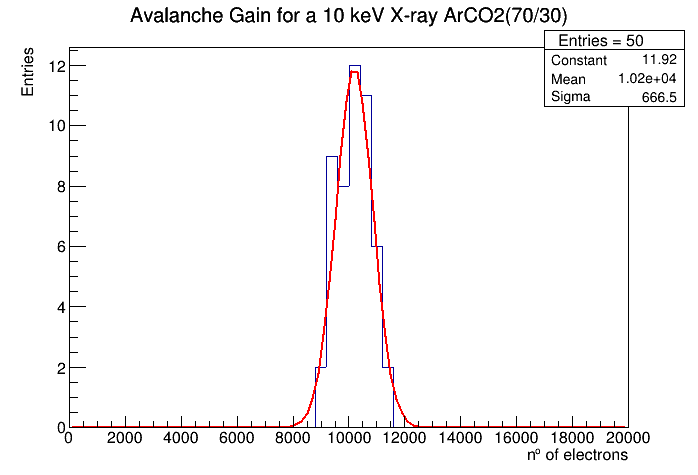 Avalanche Gain for a 10 keV X-ray ArCO2(70/30)
Entries = 50
Constant 11.92
Mean 1.02e+04
Sigma 666.5
Entries
12
10
8
6
4
2
0
0 2000 4000 6000 8000 10000 12000 14000 16000 18000 20000
nº of electrons